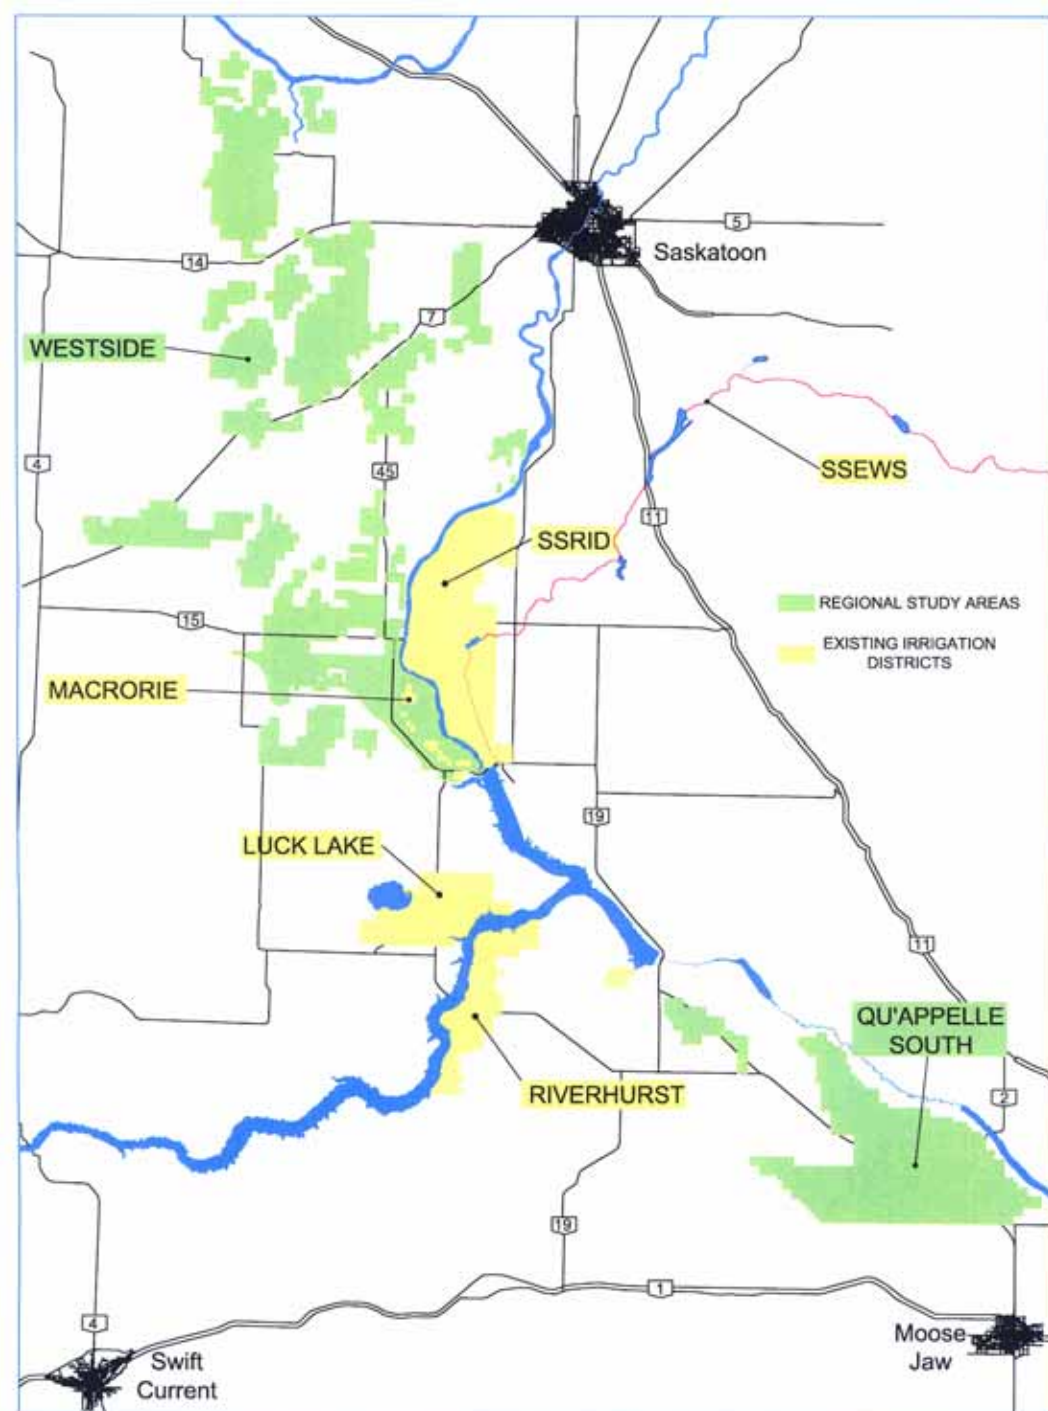 5
Saskatoon
14
7
WESTSIDE
4
45
SSEWS
11
SSRID
REGIONAL STUDY AREAS
15
EXISTING IRRIGATION
DISTRICTS
MACRORIE
19
LUCK LAKE
11
QU'APPELLE
SOUTH
RIVERHURST
2
19
1
4
Moose
Jaw
Swift
Current